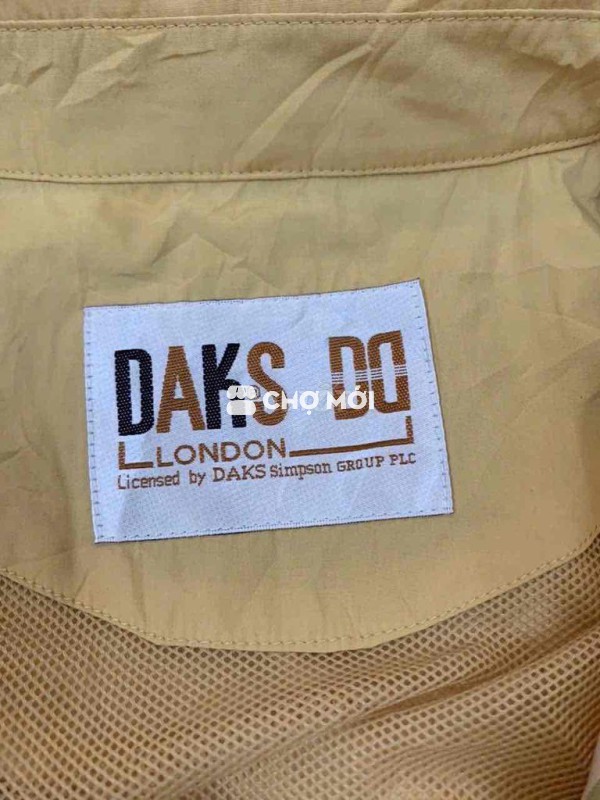 DAKS DD
CHỢ MỚI
LONDON
Licensed by DAKS Simpson GROUP PLC